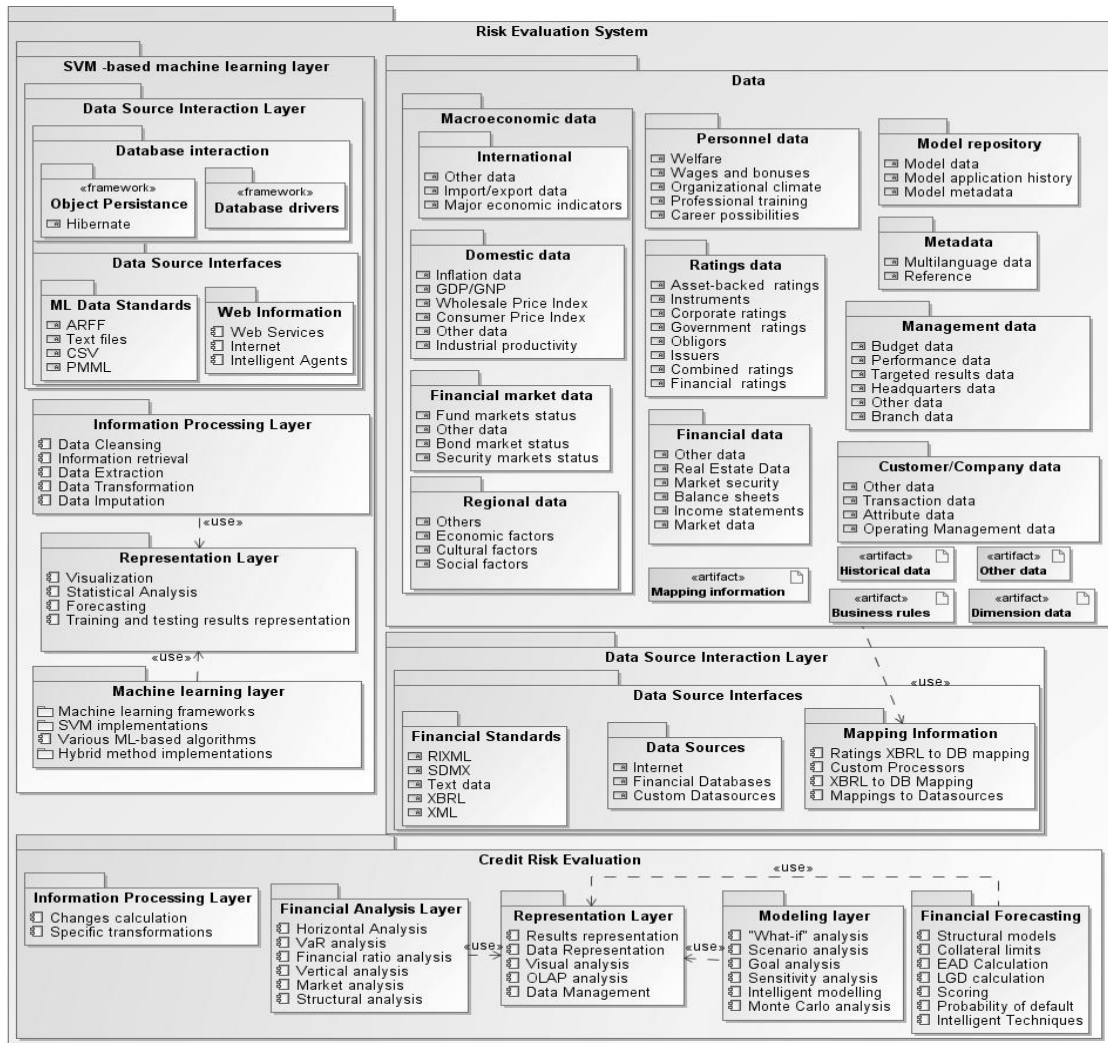 Risk Evaluation System
SVM -based machine learning layer
Data Source Interaction Layer
Database interaction
«framework»
Object Persistance
Hibernate
«framework»
Database drivers
Data Source Interfaces
ML Data Standards
ARFF
Text files
CSV
PMML
Web Information
Web Services
Internet
Intelligent Agents
Information Processing Layer
Data Cleansing
Information retrieval
Data Extraction
Data Transformation
Data Imputation
«use»
Representation Layer
Visualization
Statistical Analysis
Forecasting
Training and testing results representation
«use»
Machine learning layer
Machine learning frameworks
SVM implementations
Various ML-based algorithms
Hybrid method implementations
Data
Macroeconomic data
International
Other data
Import/export data
Major economic indicators
Domestic data
Inflation data
GDP/GNP
Wholesale Price Index
Consumer Price Index
Other data
Industrial productivity
Financial market data
Fund markets status
Other data
Bond market status
Security markets status
Regional data
Others
Economic factors
Cultural factors
Social factors
Personnel data
Welfare
Wages and bonuses
Organizational climate
Professional training
Career possibilities
Ratings data
Asset-backed ratings
Instruments
Corporate ratings
Government ratings
Obligors
Issuers
Combined ratings
Financial ratings
Financial data
Other data
Real Estate Data
Market security
Balance sheets
Income statements
Market data
«artifact»
Mapping information
Model repository
Model data
Model application history
Model metadata
Metadata
Multilanguage data
Reference
Management data
Budget data
Performance data
Targeted results data
Headquarters data
Other data
Branch data
Customer/Company data
Other data
Transaction data
Attribute data
Operating Management data
«artifact»
Historical data
«artifact»
Other data
«artifact»
Business rules
«artifact»
Dimension data
«use»
Data Source Interaction Layer
Data Source Interfaces
Financial Standards
RIXML
SDMX
Text data
XBRL
XML
Data Sources
Internet
Financial Databases
Custom Datasources
Mapping Information
Ratings XBRL to DB mapping
Custom Processors
XBRL to DB Mapping
Mappings to Datasources
Credit Risk Evaluation
Information Processing Layer
Changes calculation
Specific transformations
Financial Analysis Layer
Horizontal Analysis
VaR analysis
Financial ratio analysis
Vertical analysis
Market analysis
Structural analysis
«use»
Representation Layer
Results representation
Data Representation
Visual analysis
OLAP analysis
Data Management
«use»
«use»
Modeling layer
"What-if" analysis
Scenario analysis
Goal analysis
Sensitivity analysis
Intelligent modelling
Monte Carlo analysis
Financial Forecasting
Structural models
Collateral limits
EAD Calculation
LGD calculation
Scoring
Probability of default
Intelligent Techniques